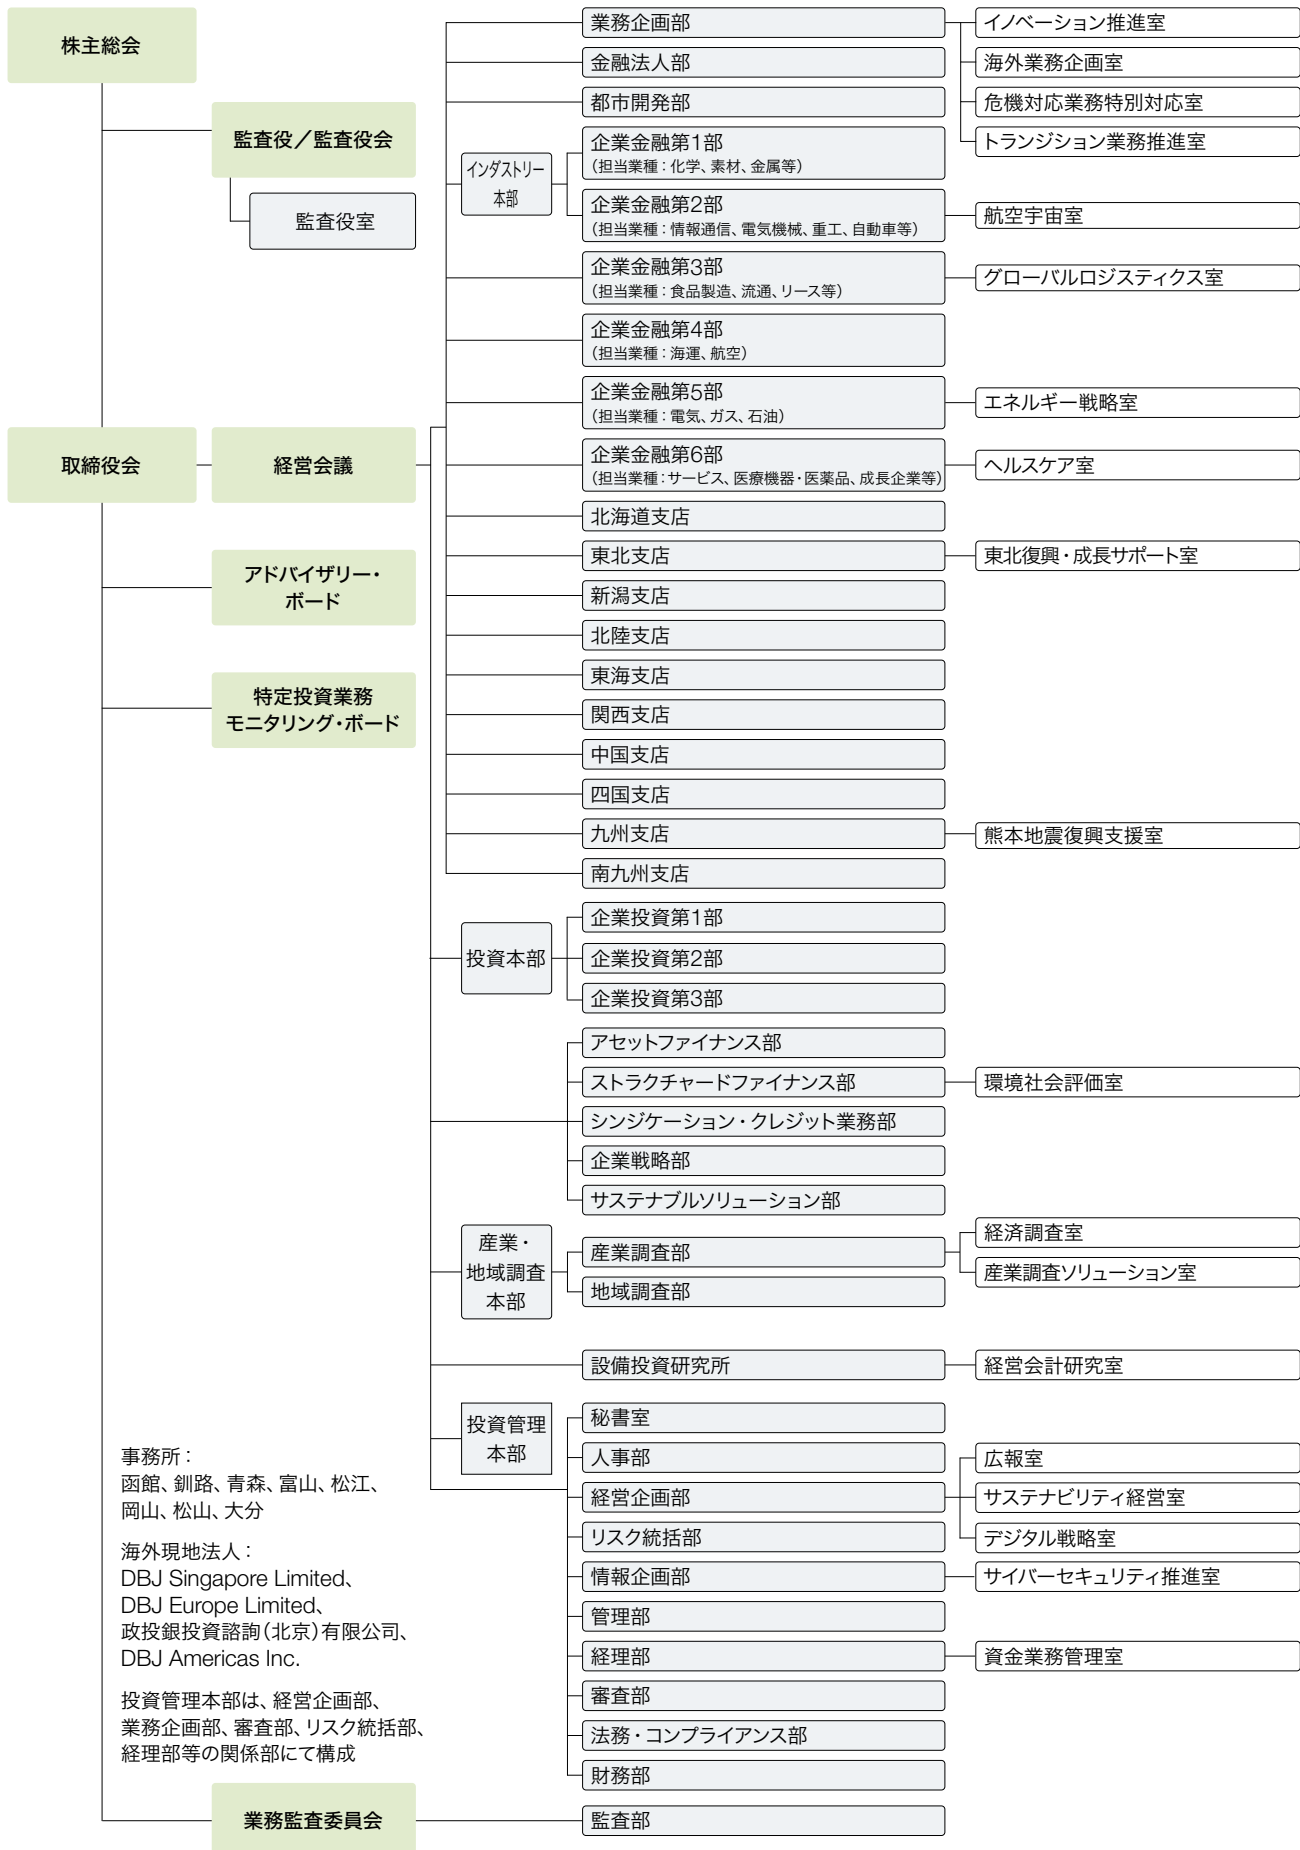 株主総会
監査役／監査役会
監査役室
取締役会
経営会議
アドバイザリー・
ボード
特定投資業務
モニタリング・ボード
業務企画部
イノベーション推進室
海外業務企画室
危機対応業務特別対応室
トランジション業務推進室
金融法人部
都市開発部
インダストリー
本部
企業金融第1部
（担当業種：化学、素材、金属等）
企業金融第2部
（担当業種：情報通信、電気機械、重工、自動車等）
航空宇宙室
企業金融第3部
（担当業種：食品製造、流通、リース等）
グローバルロジスティクス室
企業金融第4部
（担当業種：海運、航空）
企業金融第5部
（担当業種：電気、ガス、石油）
エネルギー戦略室
企業金融第6部
（担当業種：サービス、医療機器・医薬品、成長企業等）
ヘルスケア室
北海道支店
東北支店
東北復興・成長サポート室
新潟支店
北陸支店
東海支店
関西支店
中国支店
四国支店
九州支店
熊本地震復興支援室
南九州支店
投資本部
企業投資第1部
企業投資第2部
企業投資第3部
アセットファイナンス部
ストラクチャードファイナンス部
環境社会評価室
シンジケーション・クレジット業務部
企業戦略部
サステナブルソリューション部
産業・
地域調査
本部
産業調査部
経済調査室
産業調査ソリューション室
地域調査部
設備投資研究所
経営会計研究室
投資管理
本部
秘書室
人事部
経営企画部
広報室
サステナビリティ経営室
デジタル戦略室
リスク統括部
情報企画部
サイバーセキュリティ推進室
管理部
経理部
資金業務管理室
審査部
法務・コンプライアンス部
財務部
事務所：
函館、釧路、青森、富山、松江、
岡山、松山、大分
海外現地法人：
DBJ Singapore Limited、
DBJ Europe Limited、
政投銀投資諮詢（北京）有限公司、
DBJ Americas Inc.
投資管理本部は、経営企画部、
業務企画部、審査部、リスク統括部、
経理部等の関係部にて構成
業務監査委員会
監査部